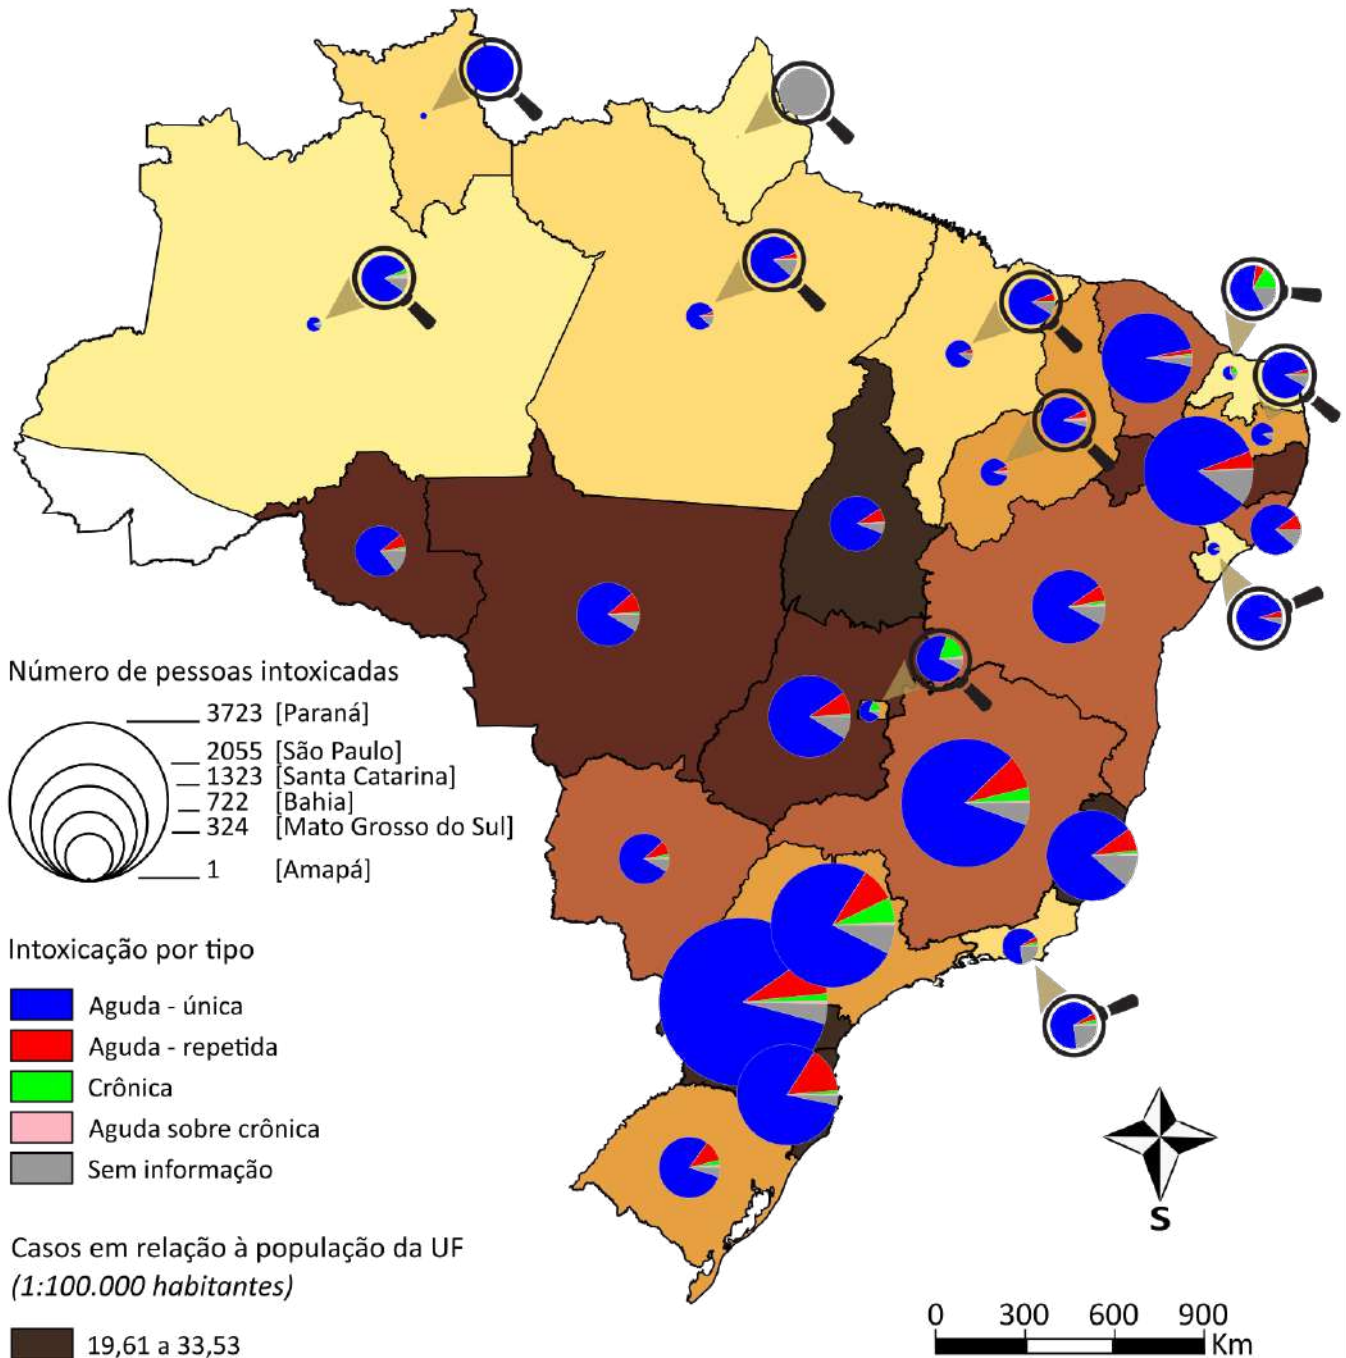 Número de pessoas intoxicadas
3723 [Paraná]
2055 [São Paulo]
1323 [Santa Catarina]
722 [Bahia]
324 [Mato Grosso do Sul]
1 [Amapá]
Intoxicação por tipo
Aguda - única
Aguda - repetida
Crônica
Aguda sobre crônica
Sem informação
Casos em relação à população da UF
(1:100.000 habitantes)
19,61 a 33,53
S
0 300 600 900
Km